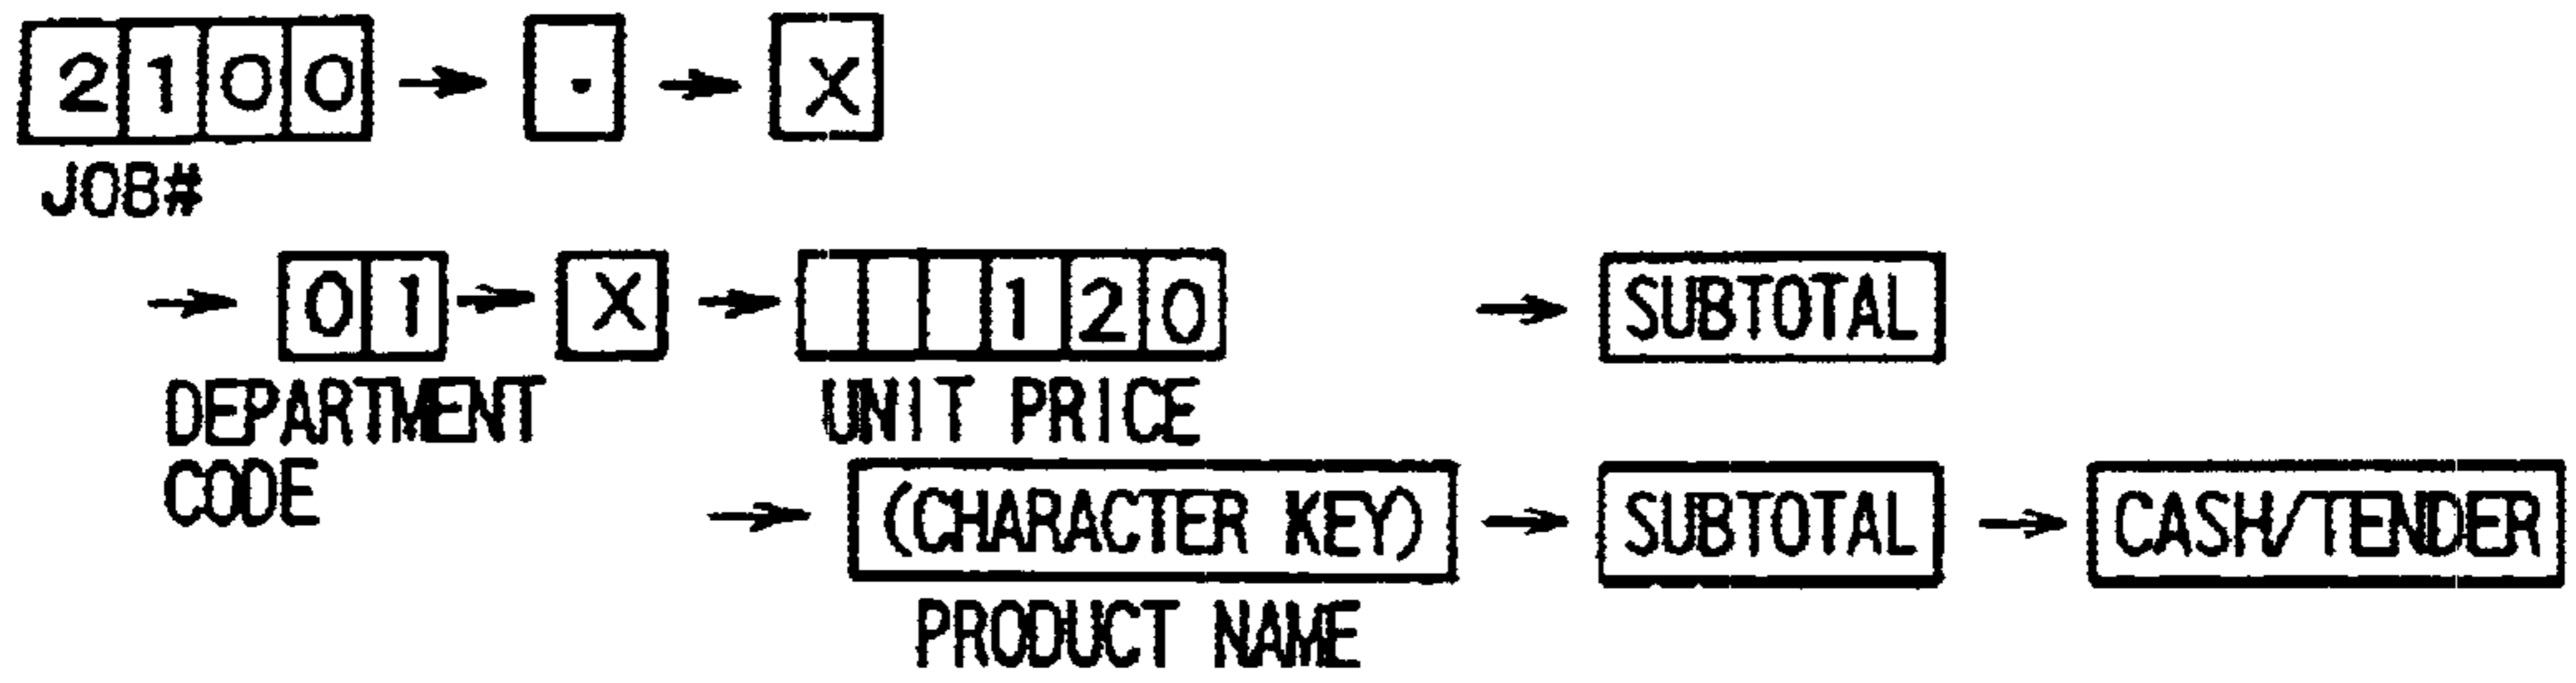 2100 → . → X
JOB#
→ 01 → X → 120 → SUBTOTAL
DEPARTMENT UNIT PRICE
CODE
→ (CHARACTER KEY) → SUBTOTAL → CASH/TENDER
PRODUCT NAME